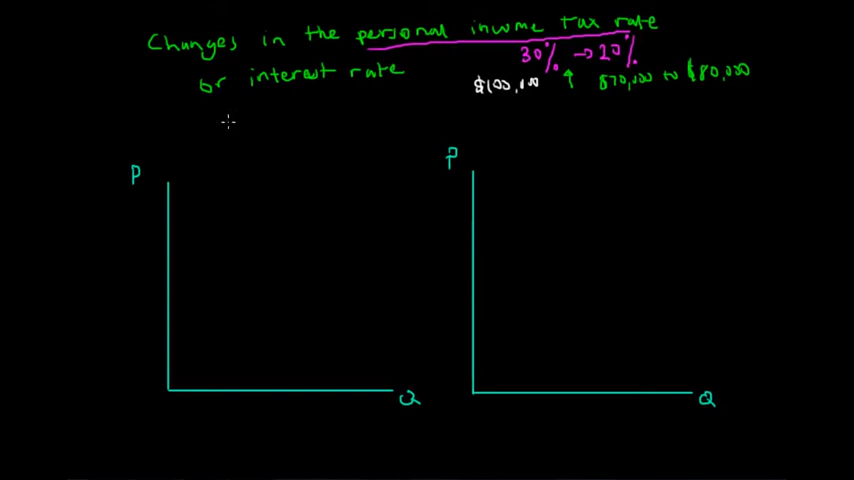 Changes in the personal income tax rate
30% → 20%
or interest rate
$100,000 ↑ $70,000 to $80,000
P
P
Q
Q